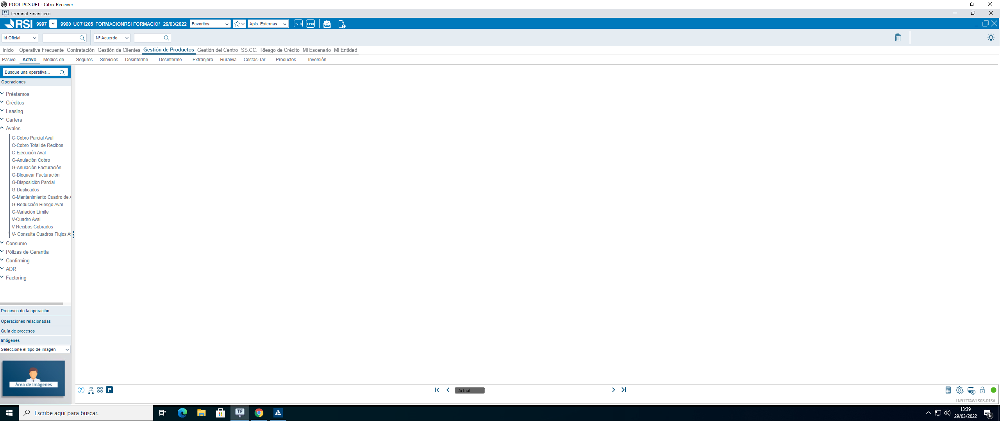 POOL PCS UFT - Citrix Receiver
TF Terminal Financiero
RSI 9997 9900 UC71205 FORMACIONRSI FORMACIO 29/03/2022 Favoritos Apls. Externas rvía F.Pro
Id.Oficial Nº Acuerdo
Inicio Operativa Frecuente Contratación Gestión de Clientes Gestión de Productos Gestión del Centro SS.CC. Riesgo de Crédito Mi Escenario Mi Entidad
Pasivo Activo Medios de ... Seguros Servicios Desinterme... Desinterme... Extranjero Ruralvia Cestas-Tar... Productos ... Inversión ...
Busque una operativa...
Operaciones
Préstamos
Créditos
Leasing
Cartera
Avales
C-Cobro Parcial Aval
C-Cobro Total de Recibos
C-Ejecución Aval
G-Anulación Cobro
G-Anulación Facturación
G-Bloquear Facturación
G-Disposición Parcial
G-Duplicados
G-Mantenimiento Cuadro de A
G-Reducción Riesgo Aval
G-Variación Límite
V-Cuadro Aval
V-Recibos Cobrados
V- Consulta Cuadros Flujos A
Consumo
Pólizas de Garantía
Confirming
ADR
Factoring
Procesos de la operación
Operaciones relacionadas
Guía de procesos
Imágenes
Seleccione el tipo de imagen
Área de Imágenes
? P Actual
LN91ITAWLS03.RISA
Escribe aquí para buscar.
TF
13:39
29/03/2022
6